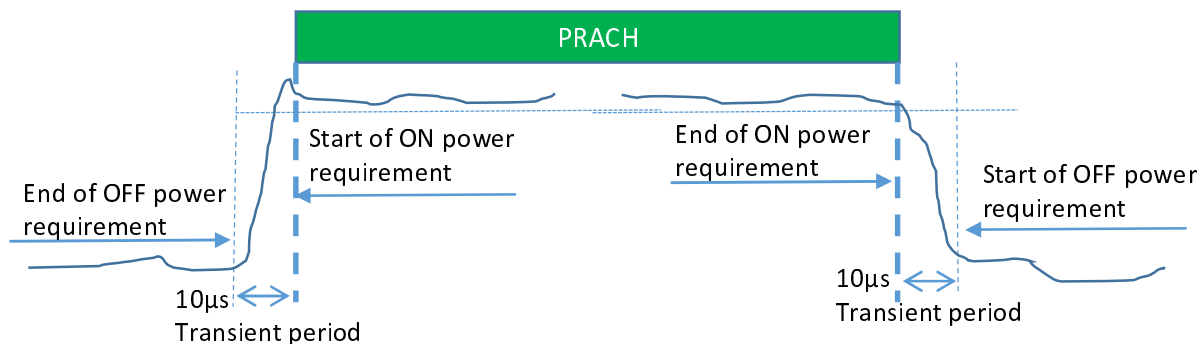 PRACH
Start of ON power
requirement
End of ON power
requirement
End of OFF power
requirement
Start of OFF power
requirement
10µs
Transient period
10µs
Transient period